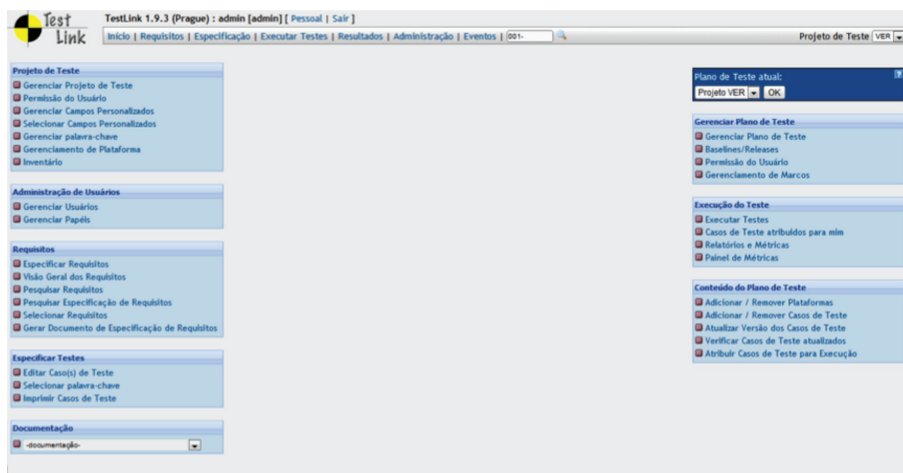 Test Link
TestLink 1.9.3 (Prague) : admin [admin] [ Pessoal | Sair ]
Início | Requisitos | Especificação | Executar Testes | Resultados | Administração | Eventos | 001-
Projeto de Teste VER
Projeto de Teste
Gerenciar Projeto de Teste
Permissão do Usuário
Gerenciar Campos Personalizados
Selecionar Campos Personalizados
Gerenciar palavra-chave
Gerenciamento de Plataforma
Inventário
Administração de Usuários
Gerenciar Usuários
Gerenciar Papéis
Requisitos
Especificar Requisitos
Visão Geral dos Requisitos
Pesquisar Requisitos
Pesquisar Especificação de Requisitos
Selecionar Requisitos
Gerar Documento de Especificação de Requisitos
Especificar Testes
Editar Caso(s) de Teste
Selecionar palavra-chave
Imprimir Casos de Teste
Documentação
-documentação-
Plano de Teste atual:
?
Projeto VER OK
Gerenciar Plano de Teste
Gerenciar Plano de Teste
Baselines/Releases
Permissão do Usuário
Gerenciamento de Marcos
Execução do Teste
Executar Testes
Casos de Teste atribuídos para mim
Relatórios e Métricas
Painel de Métricas
Conteúdo do Plano de Teste
Adicionar / Remover Plataformas
Adicionar / Remover Casos de Teste
Atualizar Versão dos Casos de Teste
Verificar Casos de Teste atualizados
Atribuir Casos de Teste para Execução